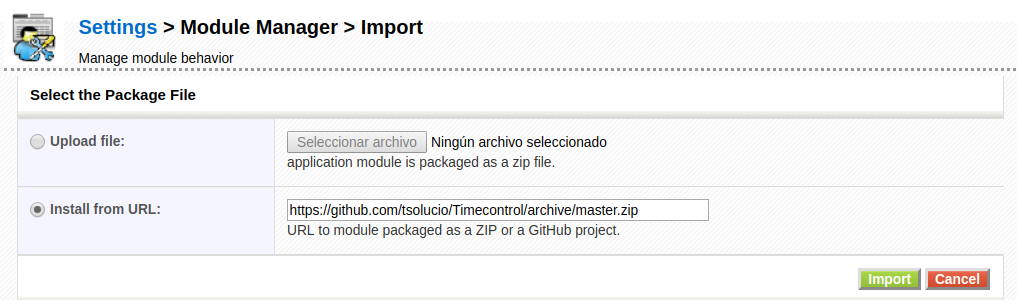 Settings > Module Manager > Import
Manage module behavior
Select the Package File
Upload file:
Seleccionar archivo Ningún archivo seleccionado
application module is packaged as a zip file.
Install from URL:
https://github.com/tsolucio/Timecontrol/archive/master.zip
URL to module packaged as a ZIP or a GitHub project.
Import Cancel